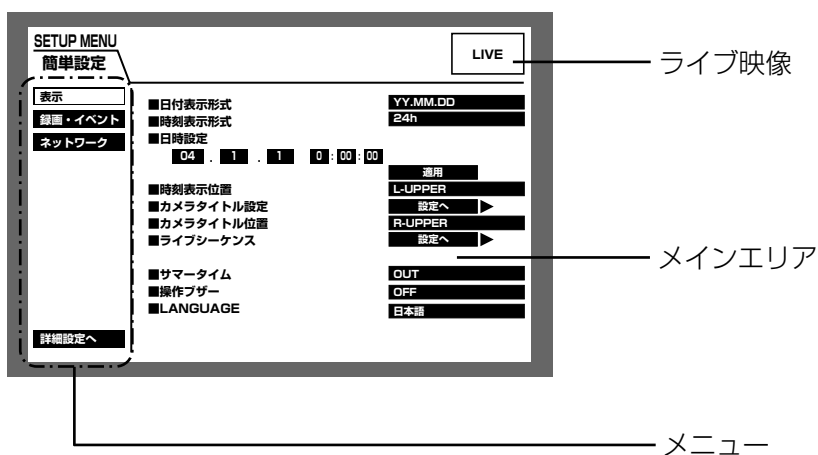 SETUP MENU
簡単設定
LIVE
ライブ映像
表示
録画・イベント
ネットワーク
■日付表示形式 YY.MM.DD
■時刻表示形式 24h
■日時設定
04 . 1 . 1 0 : 00 : 00
適用
■時刻表示位置 L-UPPER
■カメラタイトル設定 設定へ ▶
■カメラタイトル位置 R-UPPER
■ライブシーケンス 設定へ ▶
メインエリア
■サマータイム OUT
■操作ブザー OFF
■LANGUAGE 日本語
詳細設定へ
メニュー